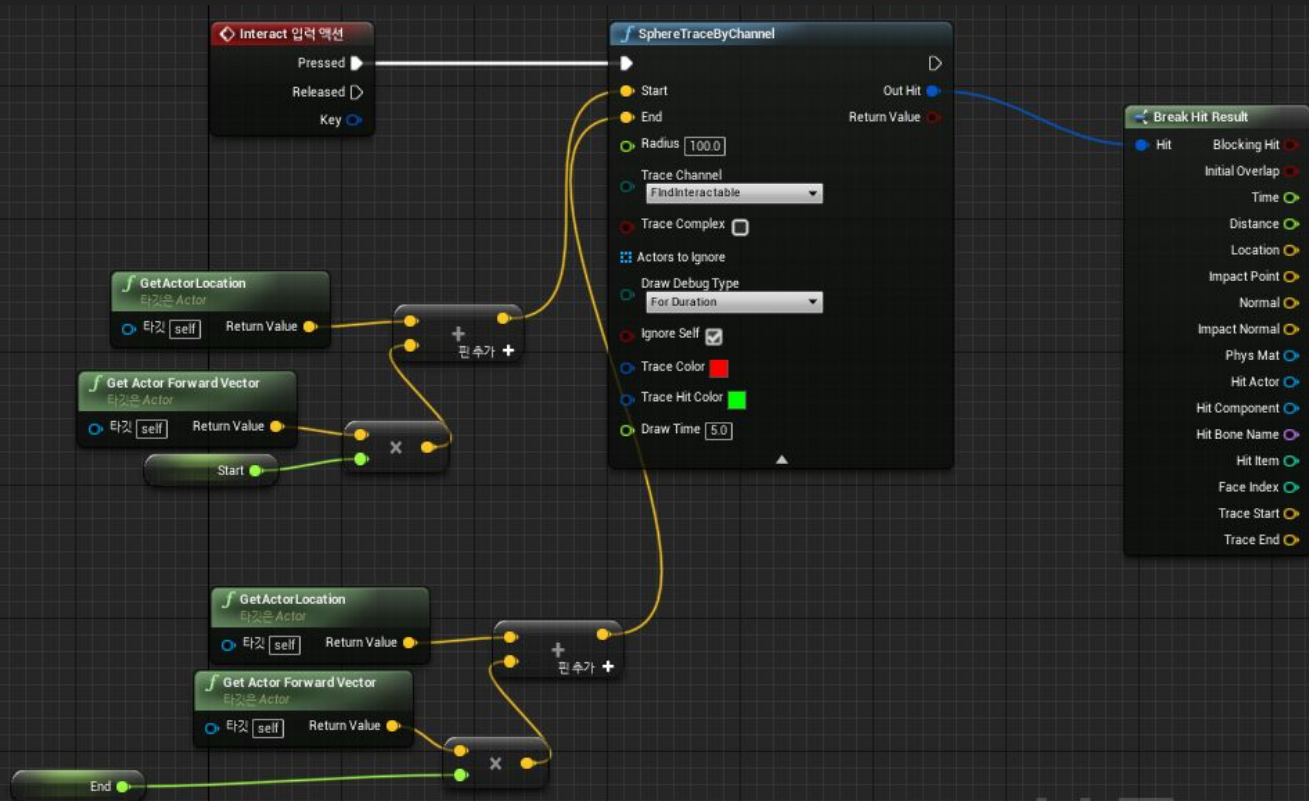 Interact 입력 액션
Pressed
Released
Key
SphereTraceByChannel
Start
End
Radius 100.0
Trace Channel
FIndInteractable
Trace Complex
Actors to Ignore
Draw Debug Type
For Duration
Ignore Self
Trace Color
Trace Hit Color
Draw Time 5.0
Out Hit
Return Value
Break Hit Result
Hit
Blocking Hit
Initial Overlap
Time
Distance
Location
Impact Point
Normal
Impact Normal
Phys Mat
Hit Actor
Hit Component
Hit Bone Name
Hit Item
Face Index
Trace Start
Trace End
GetActorLocation
타깃은 Actor
타깃 self Return Value
핀 추가
Get Actor Forward Vector
타깃은 Actor
타깃 self Return Value
Start
GetActorLocation
타깃은 Actor
타깃 self Return Value
핀 추가
Get Actor Forward Vector
타깃은 Actor
타깃 self Return Value
End